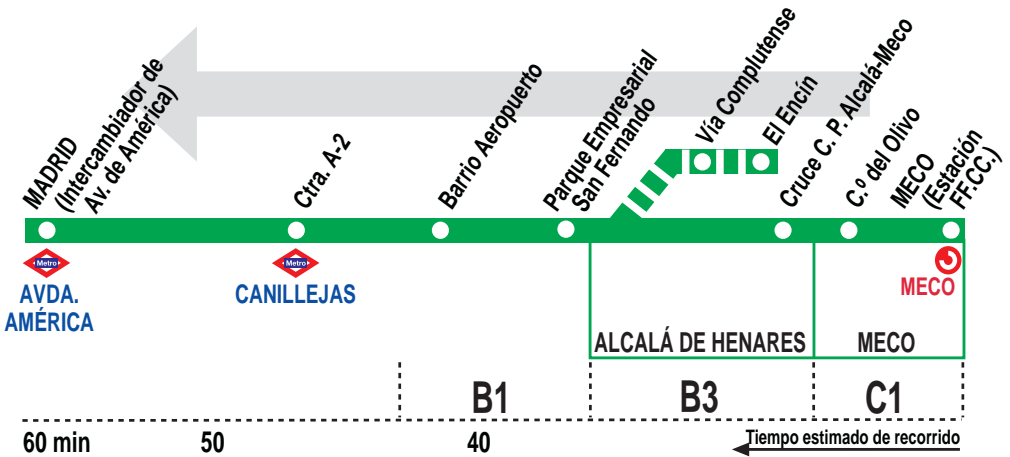 MADRID
(Intercambiador de
Av. de América)
Ctra. A-2
Barrio Aeropuerto
Parque Empresarial
San Fernando
Vía Complutense
El Encín
Cruce C. P. Alcalá-Meco
C.º del Olivo
MECO
(Estación
FF.CC.)
Metro
AVDA.
AMÉRICA
Metro
CANILLEJAS
MECO
ALCALÁ DE HENARES
MECO
B1
B3
C1
60 min
50
40
Tiempo estimado de recorrido